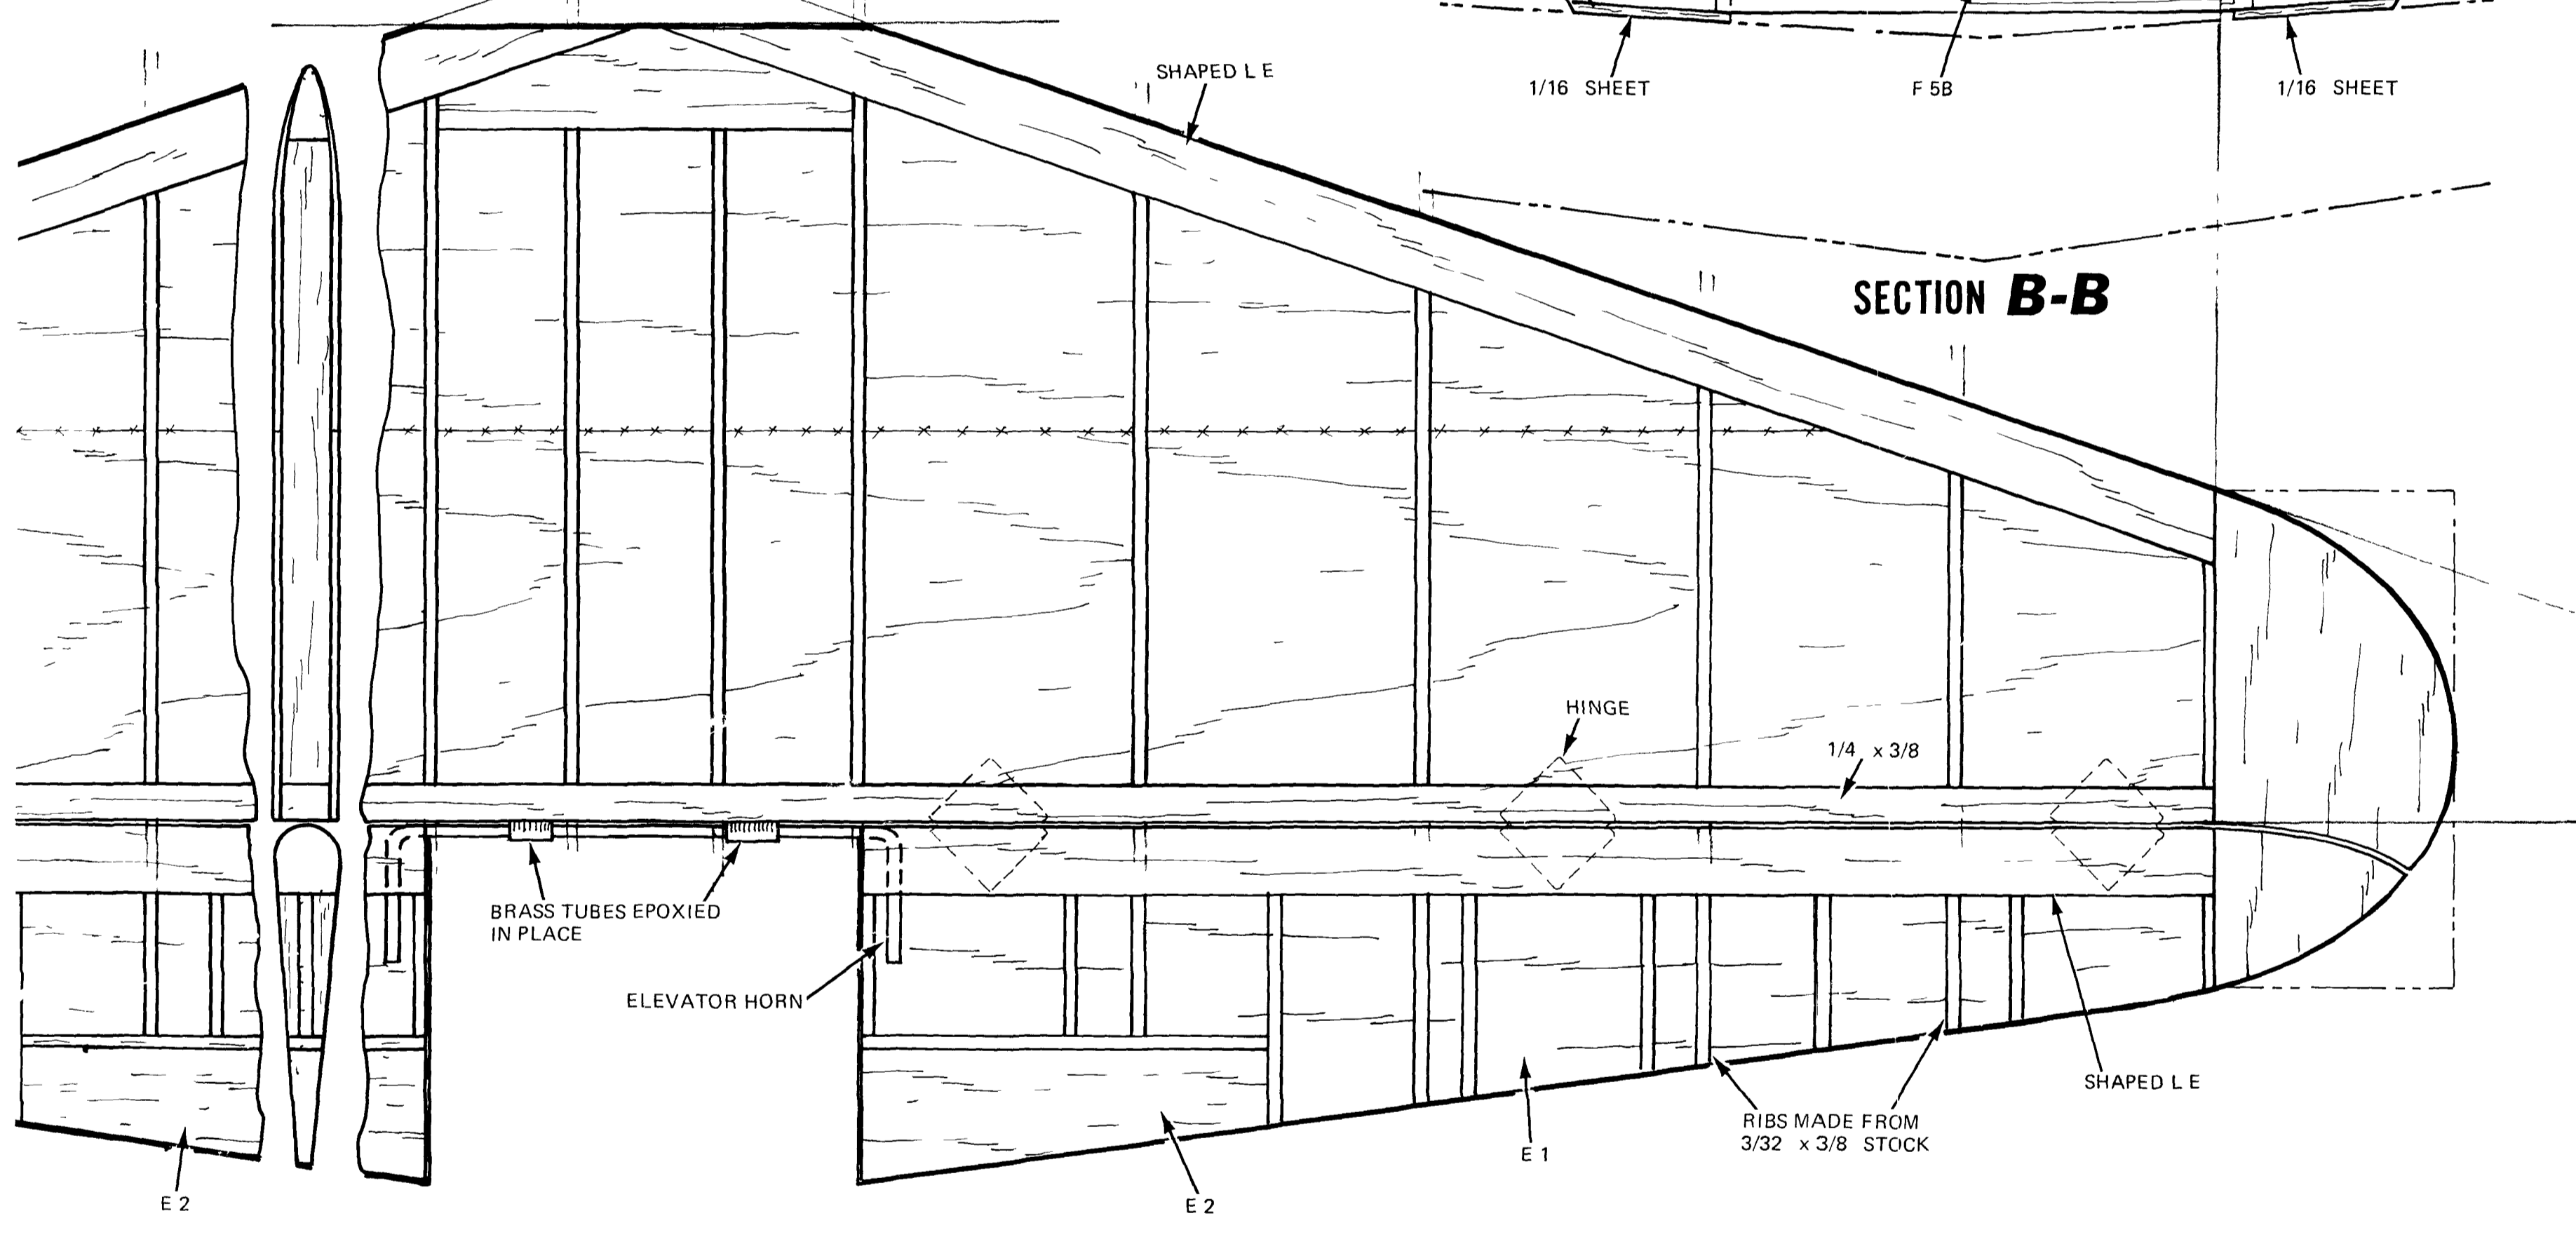 SHAPED L E
1/16 SHEET
F 5B
1/16 SHEET
SECTION B-B
HINGE
1/4 x 3/8
BRASS TUBES EPOXIED
IN PLACE
ELEVATOR HORN
SHAPED L E
RIBS MADE FROM
3/32 x 3/8 STOCK
E 1
E 2
E 2